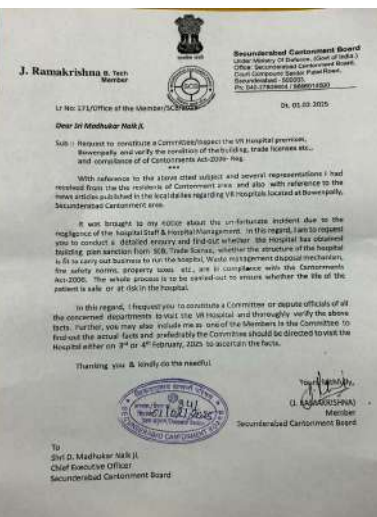 J. Ramakrishna B. Tech
Member
SCB
Secunderabad Cantonment Board
Under Ministry Of Defence, (Govt of India.)
Office: Secunderabad Cantonment Board,
Court Compound Sardar Patel Road,
Secunderabad - 500003.
Lr No: 171/Office of the Member/SCB/2025
Dt. 01.02.2025
Dear Sri Madhukar Naik ji,
Sub : Request to constitute a Committee/Inspect the VR Hospital premises,
Bowenpally and verify the condition of the building, trade licenses etc.,
and compliance of of Cantonments Act-2006- Reg.
***
With reference to the above cited subject and several representations I had
received from the the residents of Cantonment area and also with reference to the
news articles published in the local dailies regarding VR Hospitals located at Bowenpally,
Secunderabad Cantonment area.
It was brought to my notice about the un-fortunate incident due to the
negligence of the hospital Staff & Hospital Management. In this regard, I am to request
you to conduct a detailed enquiry and find-out whether the Hospital has obtained
building plan sanction from SCB, Trade license, whether the structure of the hospital
is fit to carry out business to run the hospital, Waste management disposal mechanism,
fire safety norms, property taxes etc., are in compliance with the Cantonments
Act-2006. The whole process is to be carried-out to ensure whether the life of the
patient is safe or at risk in the hospital.
In this regard, I request you to constitute a Committee or depute officials of all
the concerned departments to visit the VR Hospital and thoroughly verify the above
facts. Further, you may also include me as one of the Members in the Committee to
find-out the actual facts and preferably the Committee should be directed to visit the
Hospital either on 3rd or 4th February, 2025 to ascertain the facts.
Thanking you & kindly do the needful.
Yours faithfully,
(J. RAMAKRISHNA)
Member
Secunderabad Cantonment Board
SECUNDERABAD CANTONMENT BOARD
To
Shri D. Madhukar Naik ji,
Chief Executive Officer
Secunderabad Cantonment Board